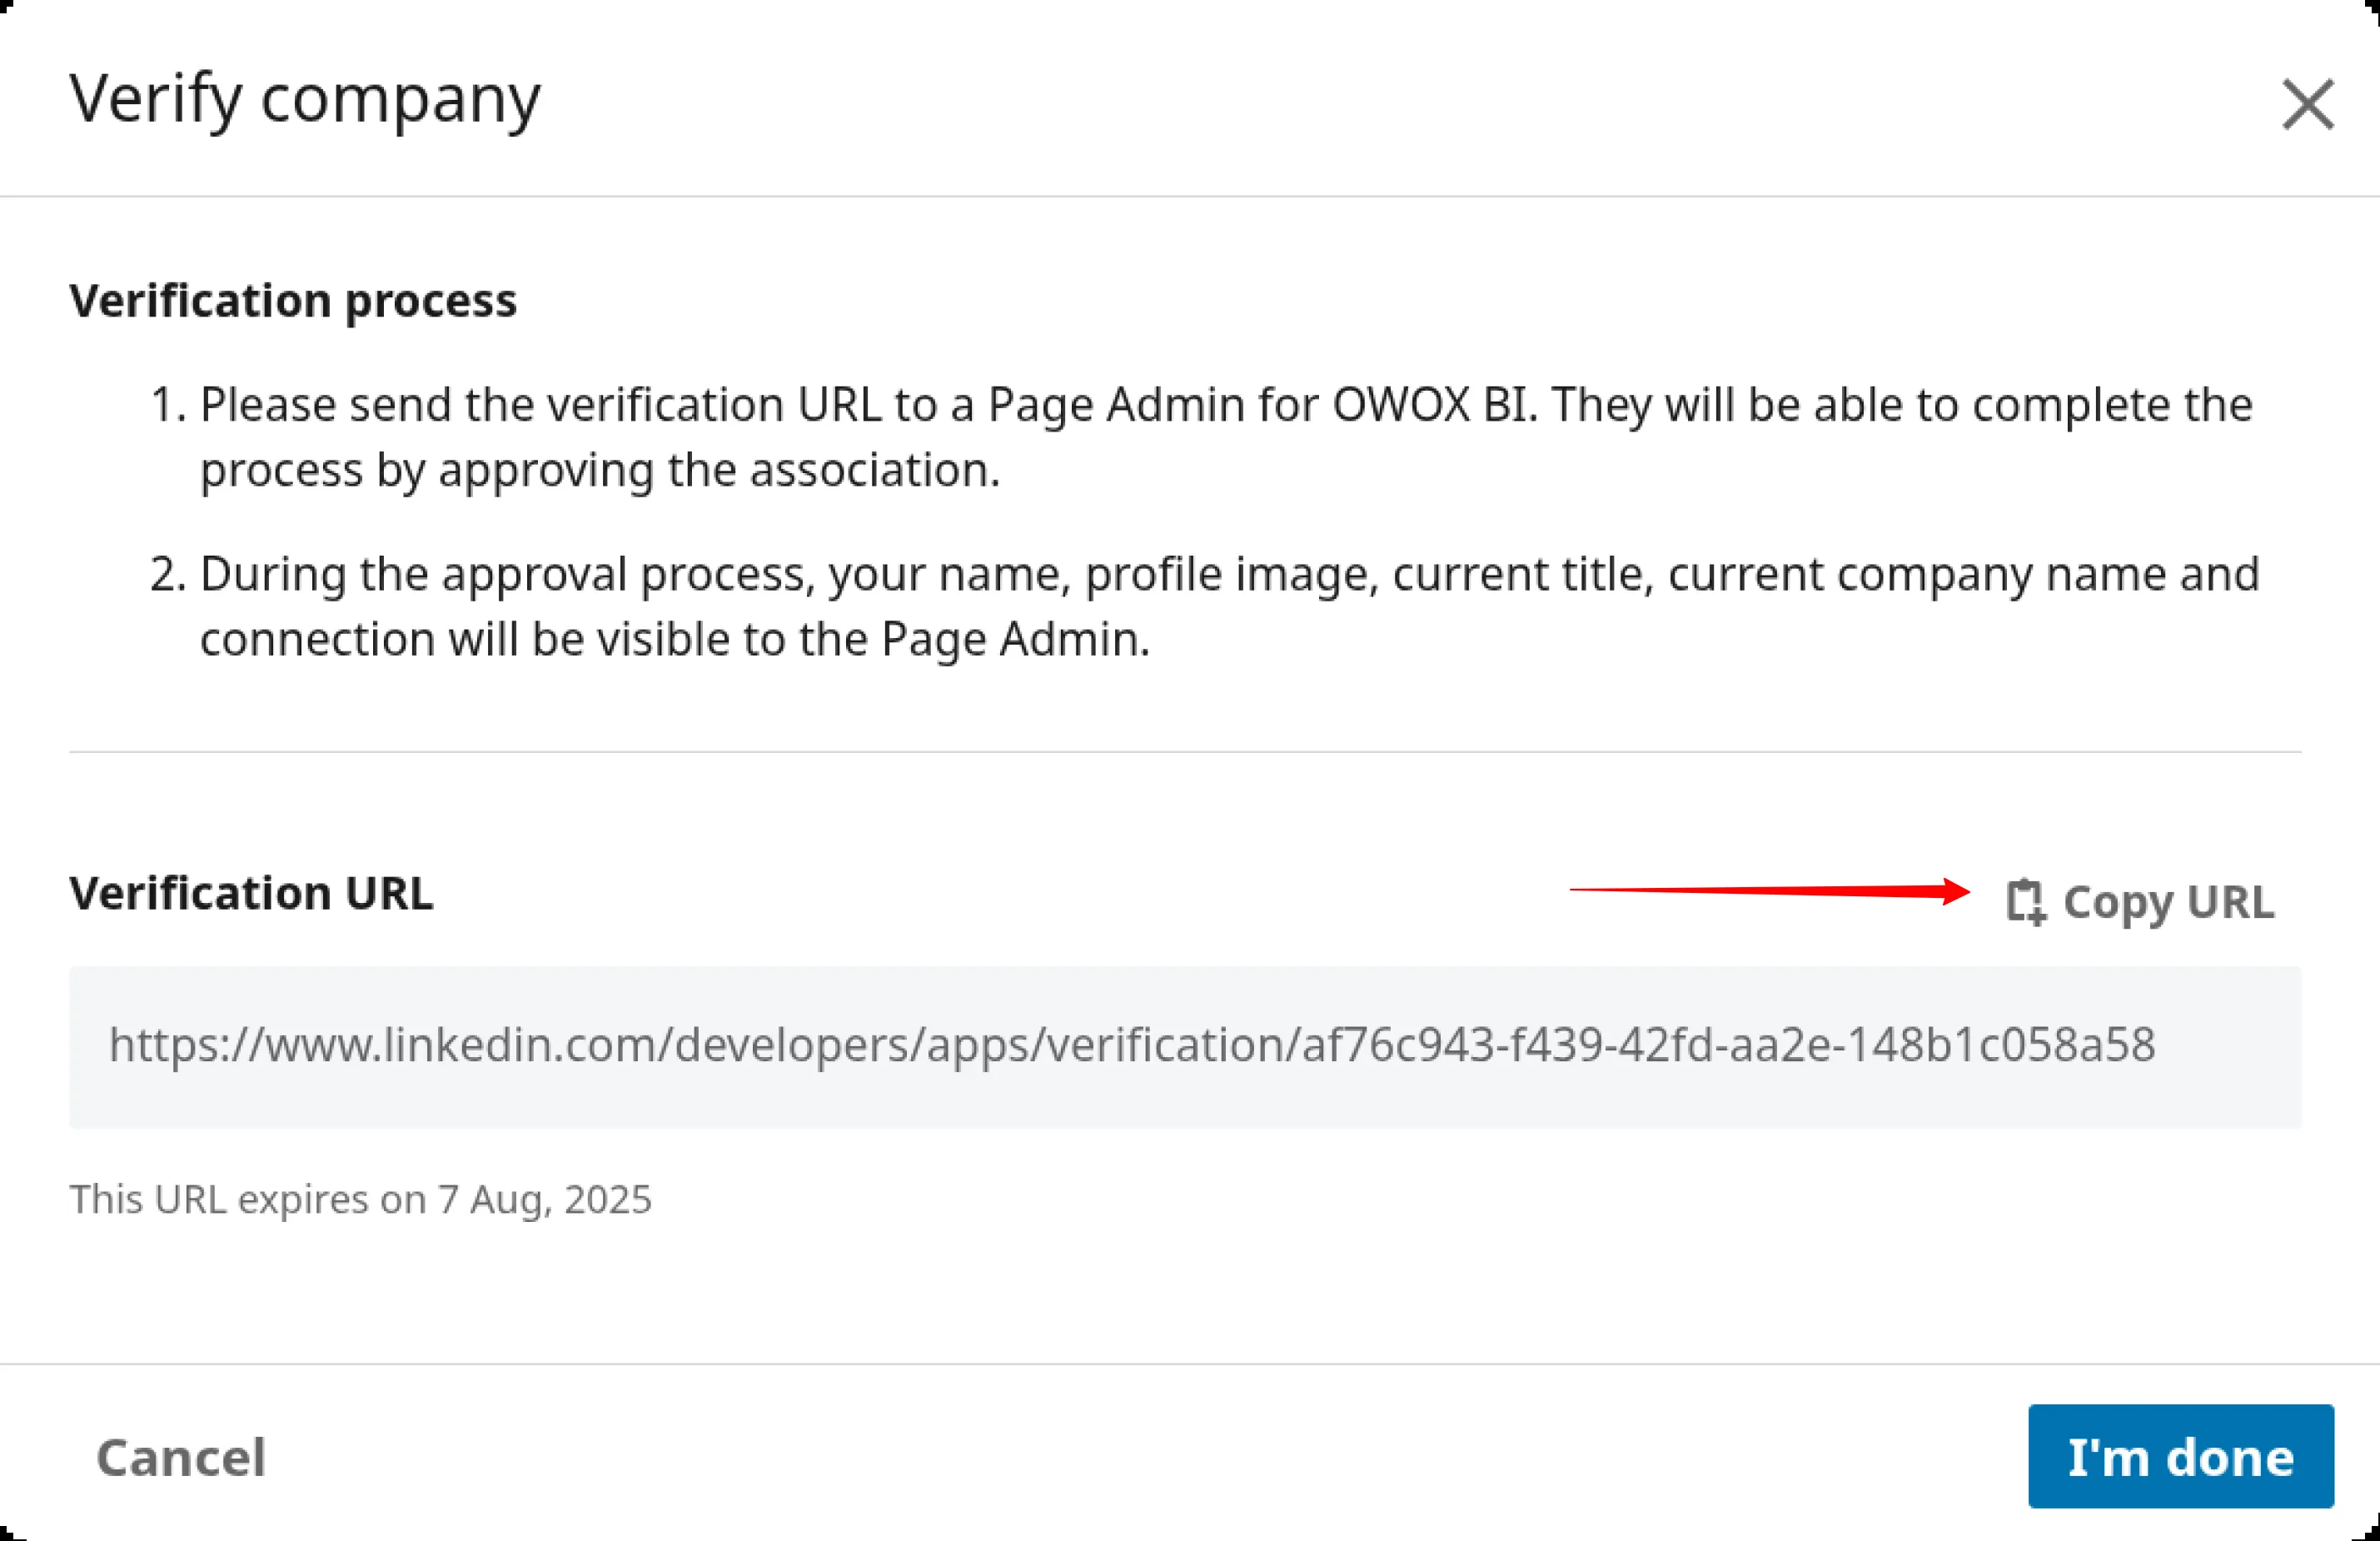 Verify company
Verification process
1. Please send the verification URL to a Page Admin for OWOX BI. They will be able to complete the
process by approving the association.
2. During the approval process, your name, profile image, current title, current company name and
connection will be visible to the Page Admin.
Verification URL
Copy URL
https://www.linkedin.com/developers/apps/verification/af76c943-f439-42fd-aa2e-148b1c058a58
This URL expires on 7 Aug, 2025
Cancel
I'm done